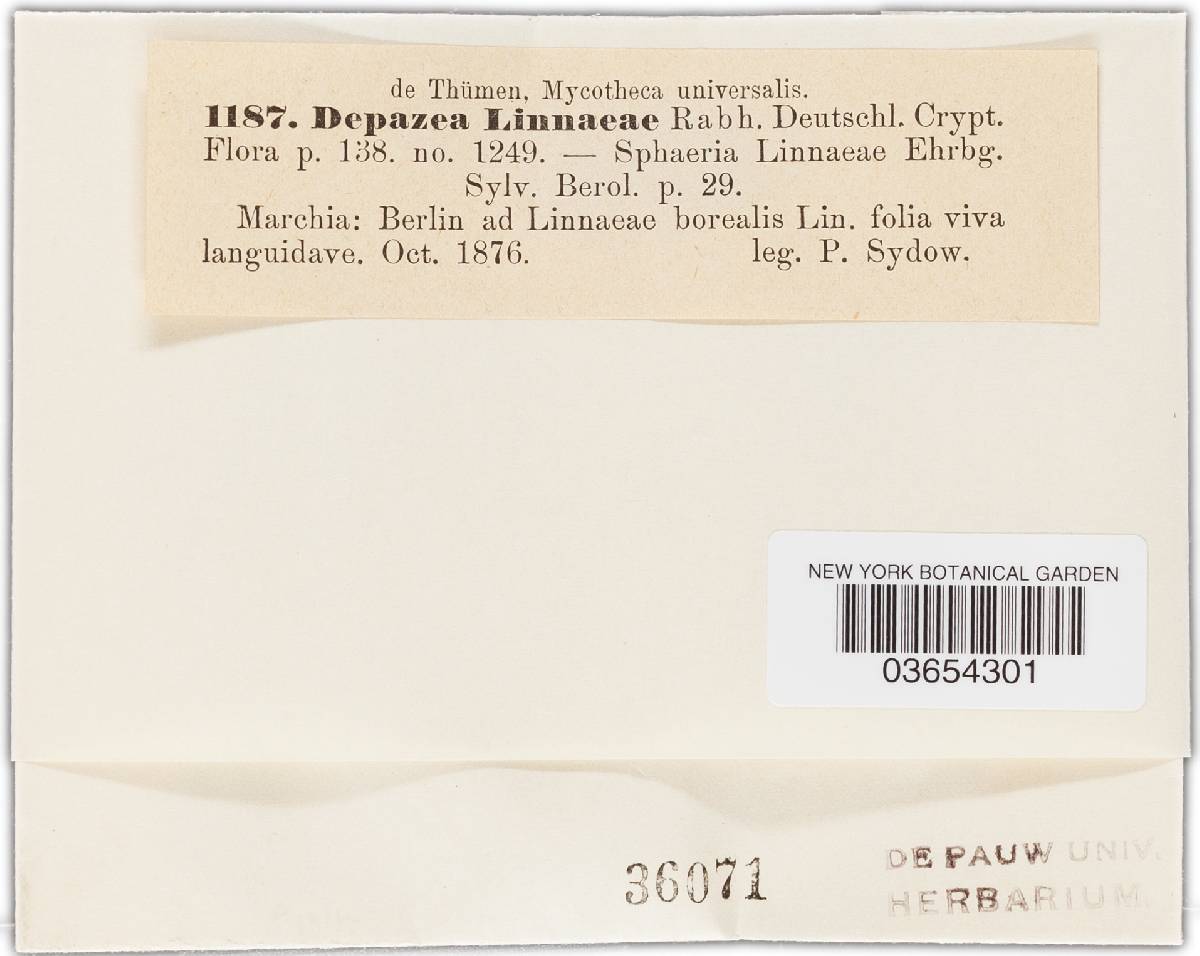 de Thümen, Mycotheca universalis.
1187. Depazea Linnaeae Rabh. Deutschl. Crypt.
Flora p. 138. no. 1249. — Sphaeria Linnaeae Ehrbg.
Sylv. Berol. p. 29.
Marchia: Berlin ad Linnaeae borealis Lin. folia viva
languidave. Oct. 1876. leg. P. Sydow.
NEW YORK BOTANICAL GARDEN
03654301
36071
DE PAUW UNIV.
HERBARIUM.